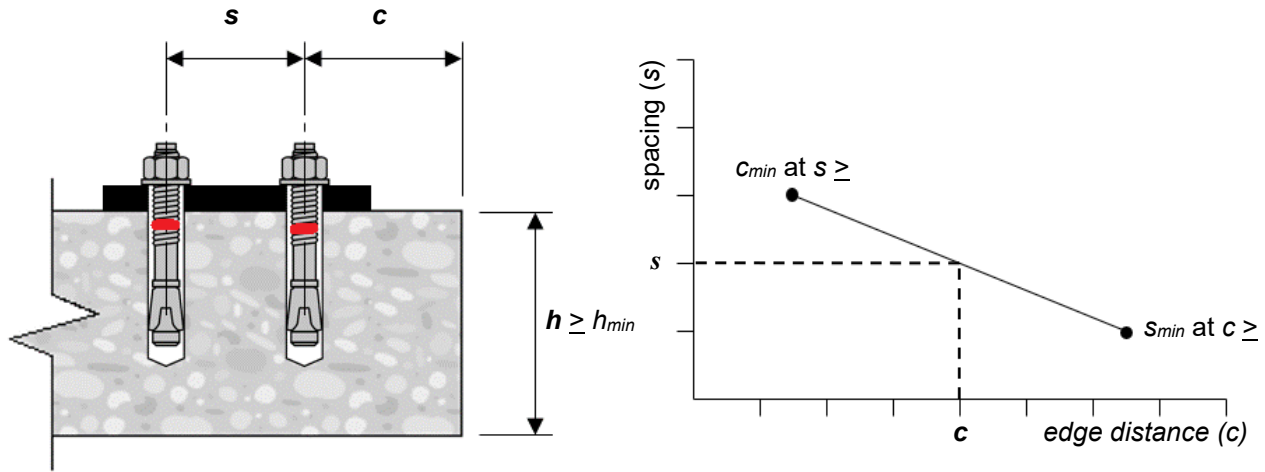 s
c
h ≥ hmin
spacing (s)
cmin at s ≥
s
smin at c ≥
c
edge distance (c)